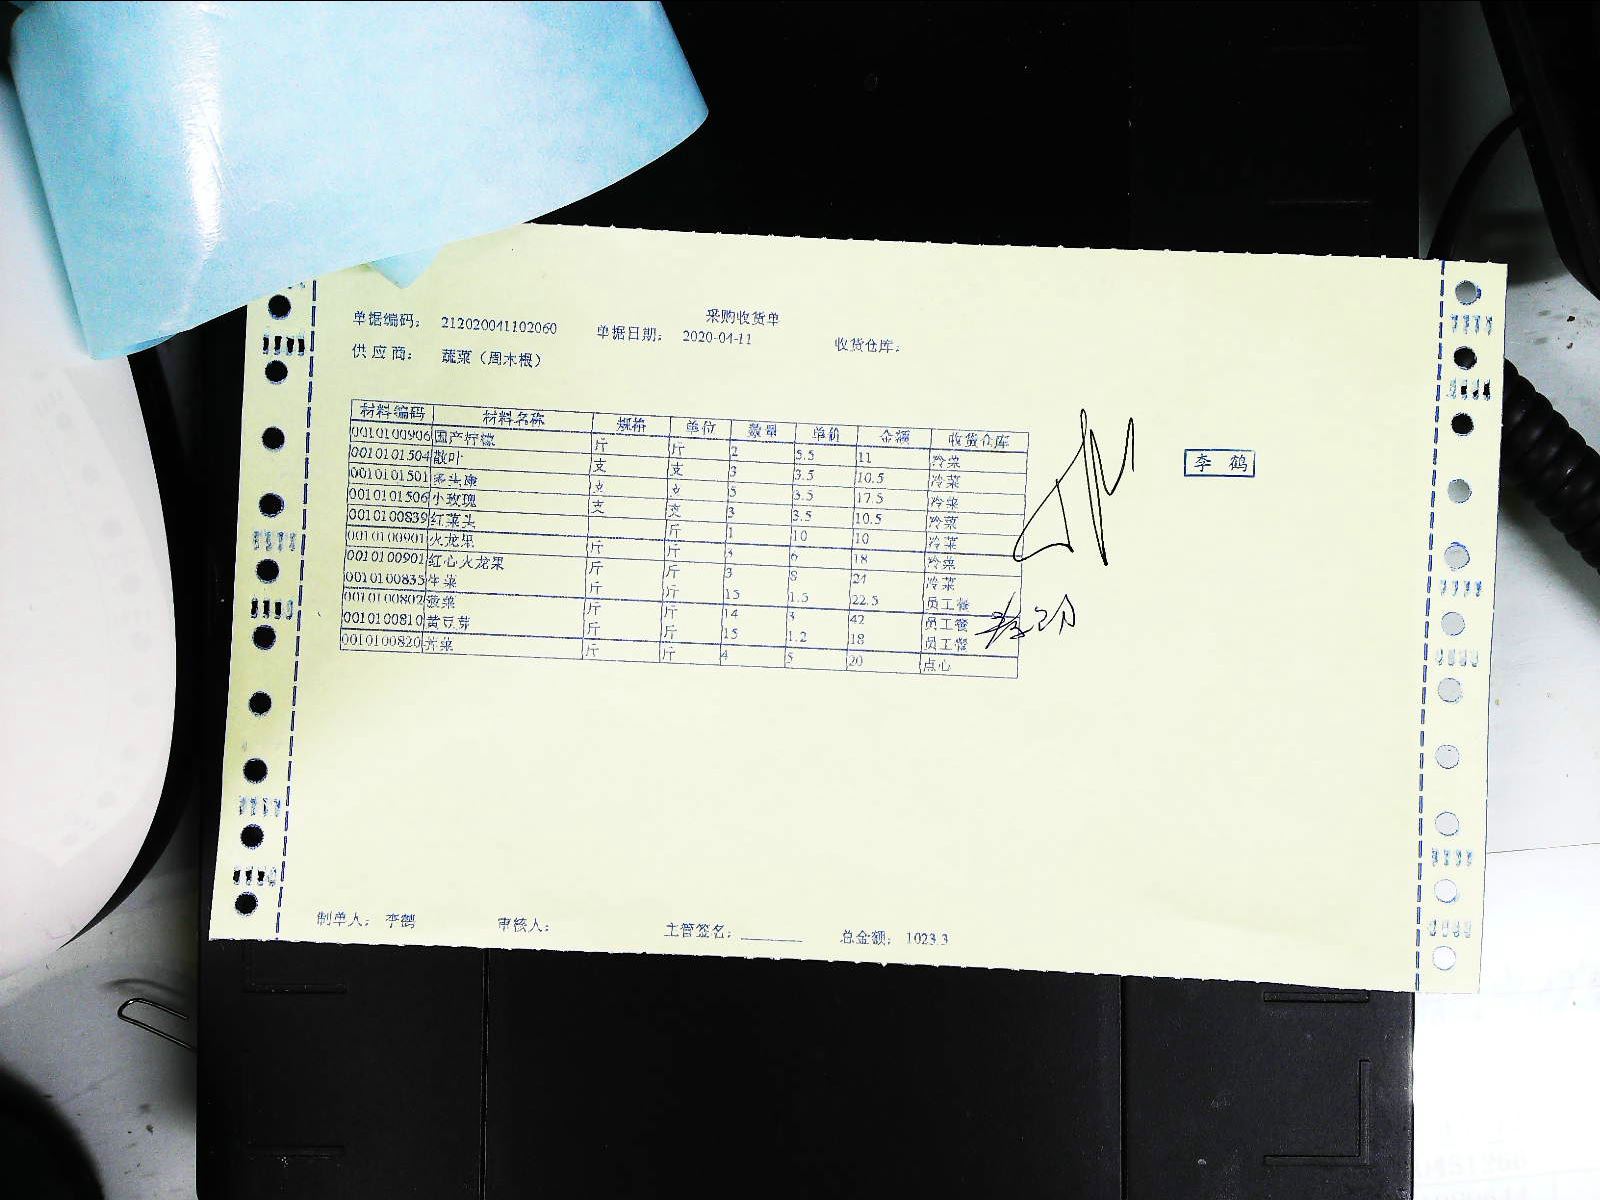 采购收货单
单据编码： 212020041102060 单据日期： 2020-04-11 收货仓库：
供应商： 蔬菜（周木根）
材料编码 材料名称 规格 单位 数量 单价 金额 收货仓库
0010100906 国产柠檬 斤 斤 2 5.5 11 冷菜
0010101504 散叶 支 支 3 3.5 10.5 冷菜
0010101501 多头康 支 支 5 3.5 17.5 冷菜
0010101506 小玫瑰 支 支 3 3.5 10.5 冷菜
0010100839 红菜头 斤 1 10 10 冷菜
0010100901 火龙果 斤 斤 3 6 18 冷菜
0010100901 红心火龙果 斤 斤 3 8 24 冷菜
0010100835 生菜 斤 斤 15 1.5 22.5 员工餐
0010100802 菠菜 斤 斤 14 3 42 员工餐
0010100810 黄豆芽 斤 斤 15 1.2 18 员工餐
0010100820 芹菜 斤 斤 4 5 20 点心
李鹤
制单人： 李鹤 审核人： 主管签名： 总金额： 1023.3